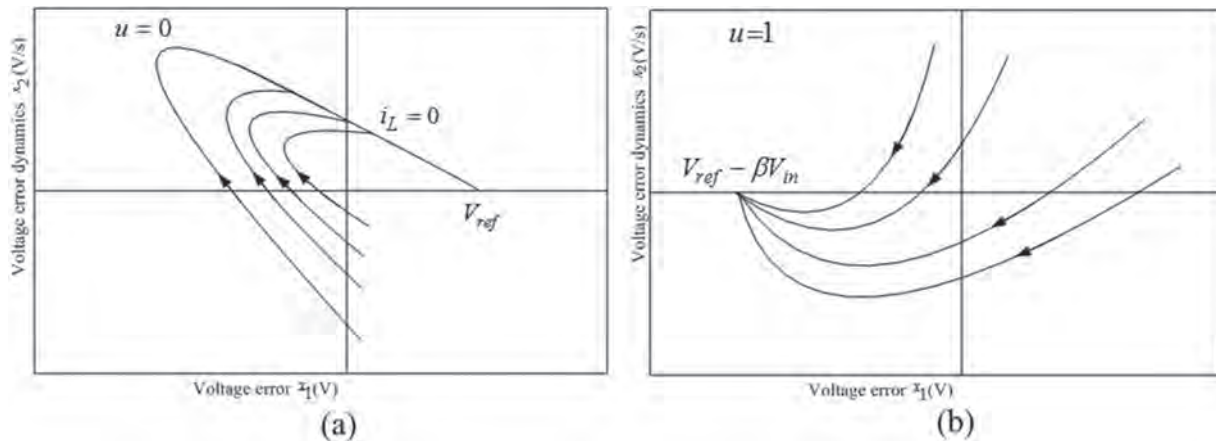 u = 0
i_L = 0
V_ref
Voltage error dynamics x_2(V/s)
Voltage error x_1(V)
(a)
u=1
V_ref − βV_in
Voltage error dynamics x_2(V/s)
Voltage error x_1(V)
(b)